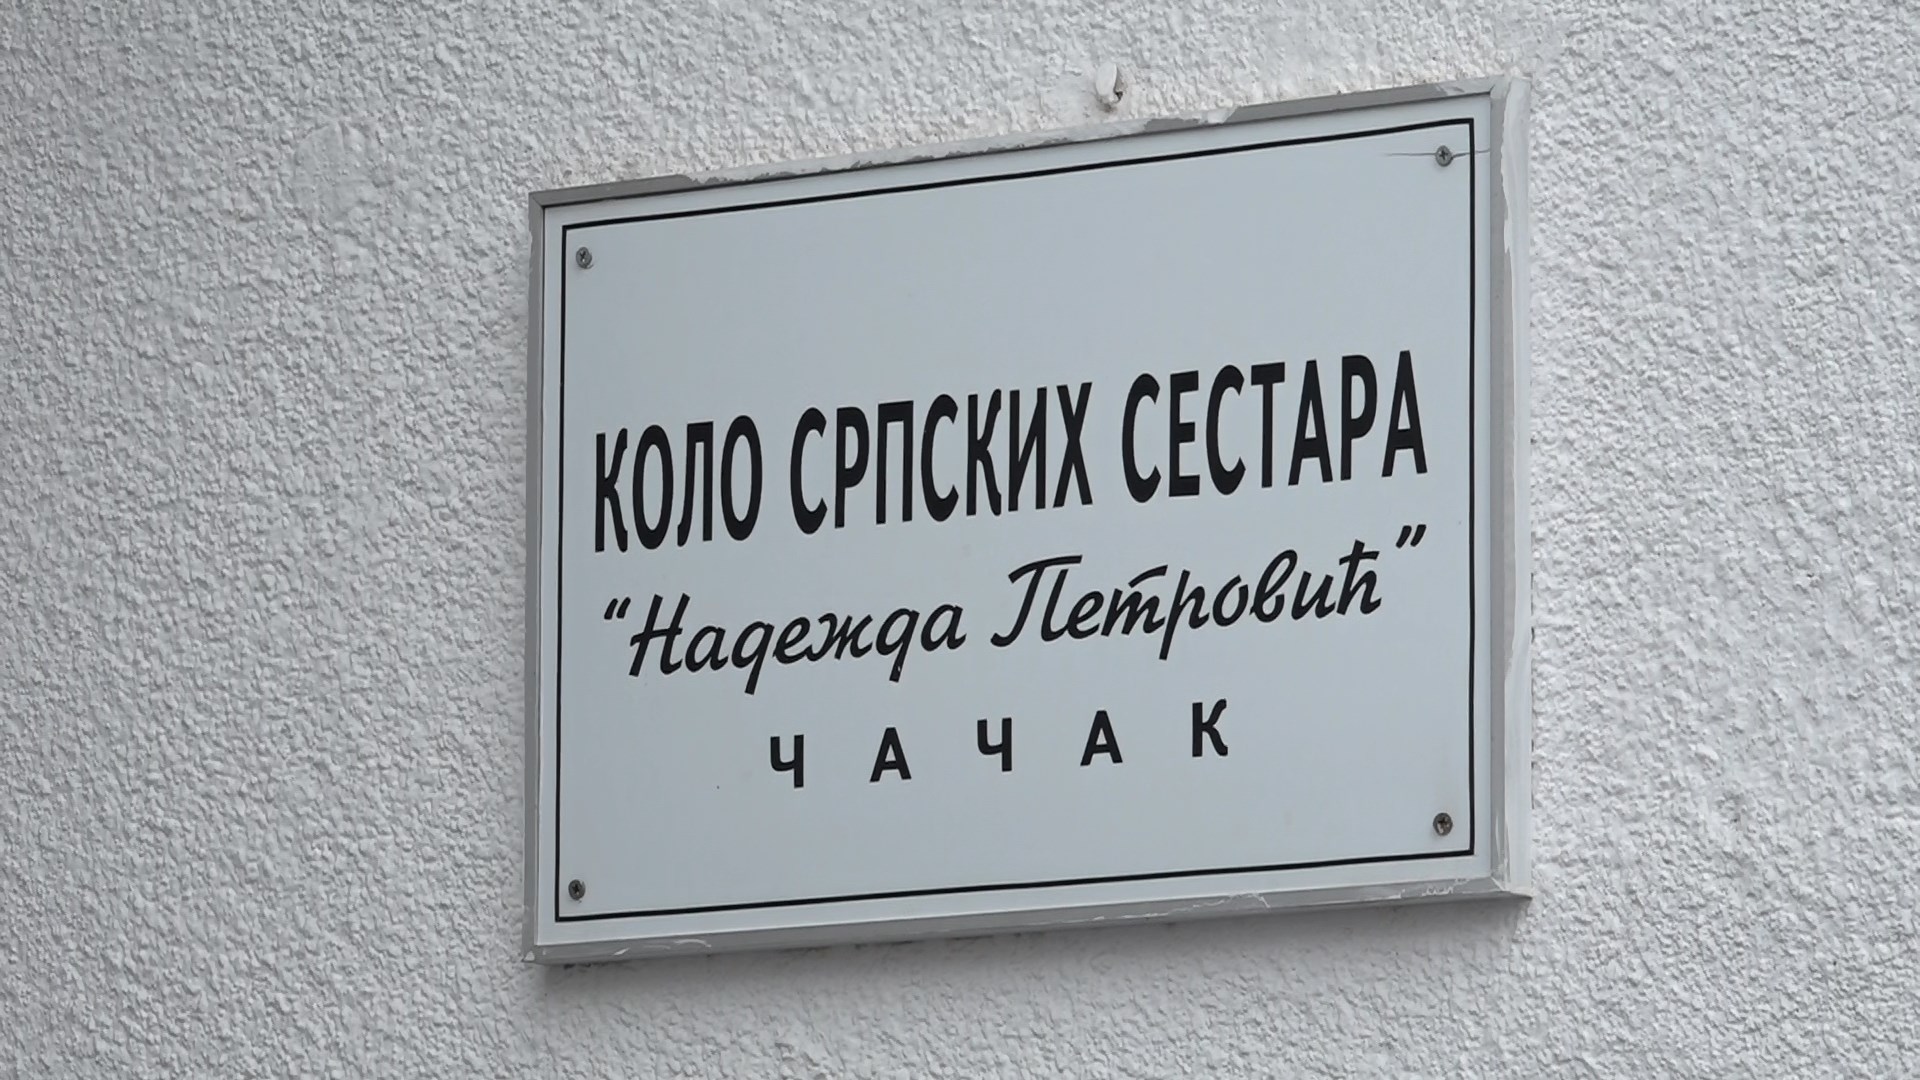 КОЛО СРПСКИХ СЕСТАРА
“Надежда Петровић”
ЧАЧАК